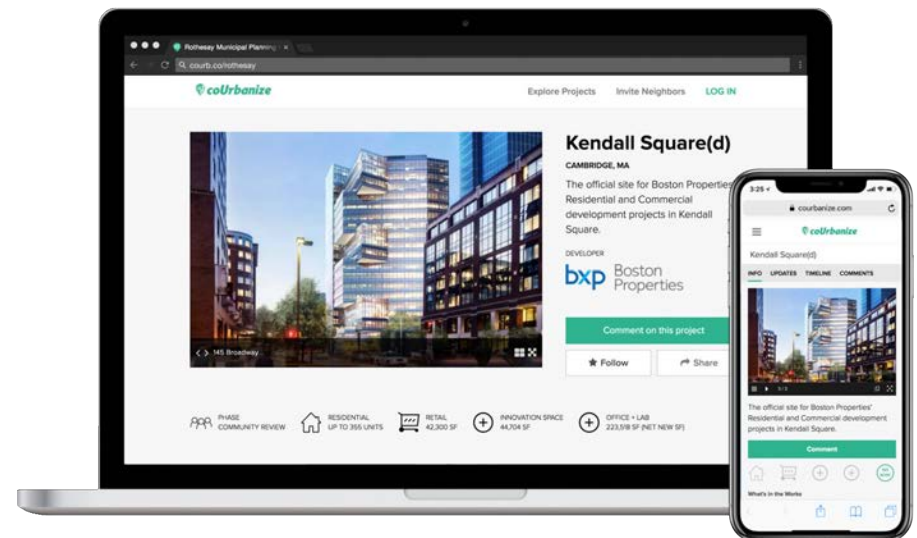 Rothesay Municipal Planning
courb.co/rothesay
coUrbanize
Explore Projects Invite Neighbors LOG IN
Kendall Square(d)
CAMBRIDGE, MA
The official site for Boston Properties
Residential and Commercial
development projects in Kendall
Square.
DEVELOPER
bxp Boston
Properties
Comment on this project
Follow Share
145 Broadway
PHASE
COMMUNITY REVIEW
RESIDENTIAL
UP TO 355 UNITS
RETAIL
42,300 SF
INNOVATION SPACE
44,704 SF
OFFICE + LAB
223,518 SF (NET NEW SF)
3:25
courbanize.com
coUrbanize
Kendall Square(d)
INFO UPDATES TIMELINE COMMENTS
The official site for Boston Properties'
Residential and Commercial development
projects in Kendall Square.
Comment
What's in the Works